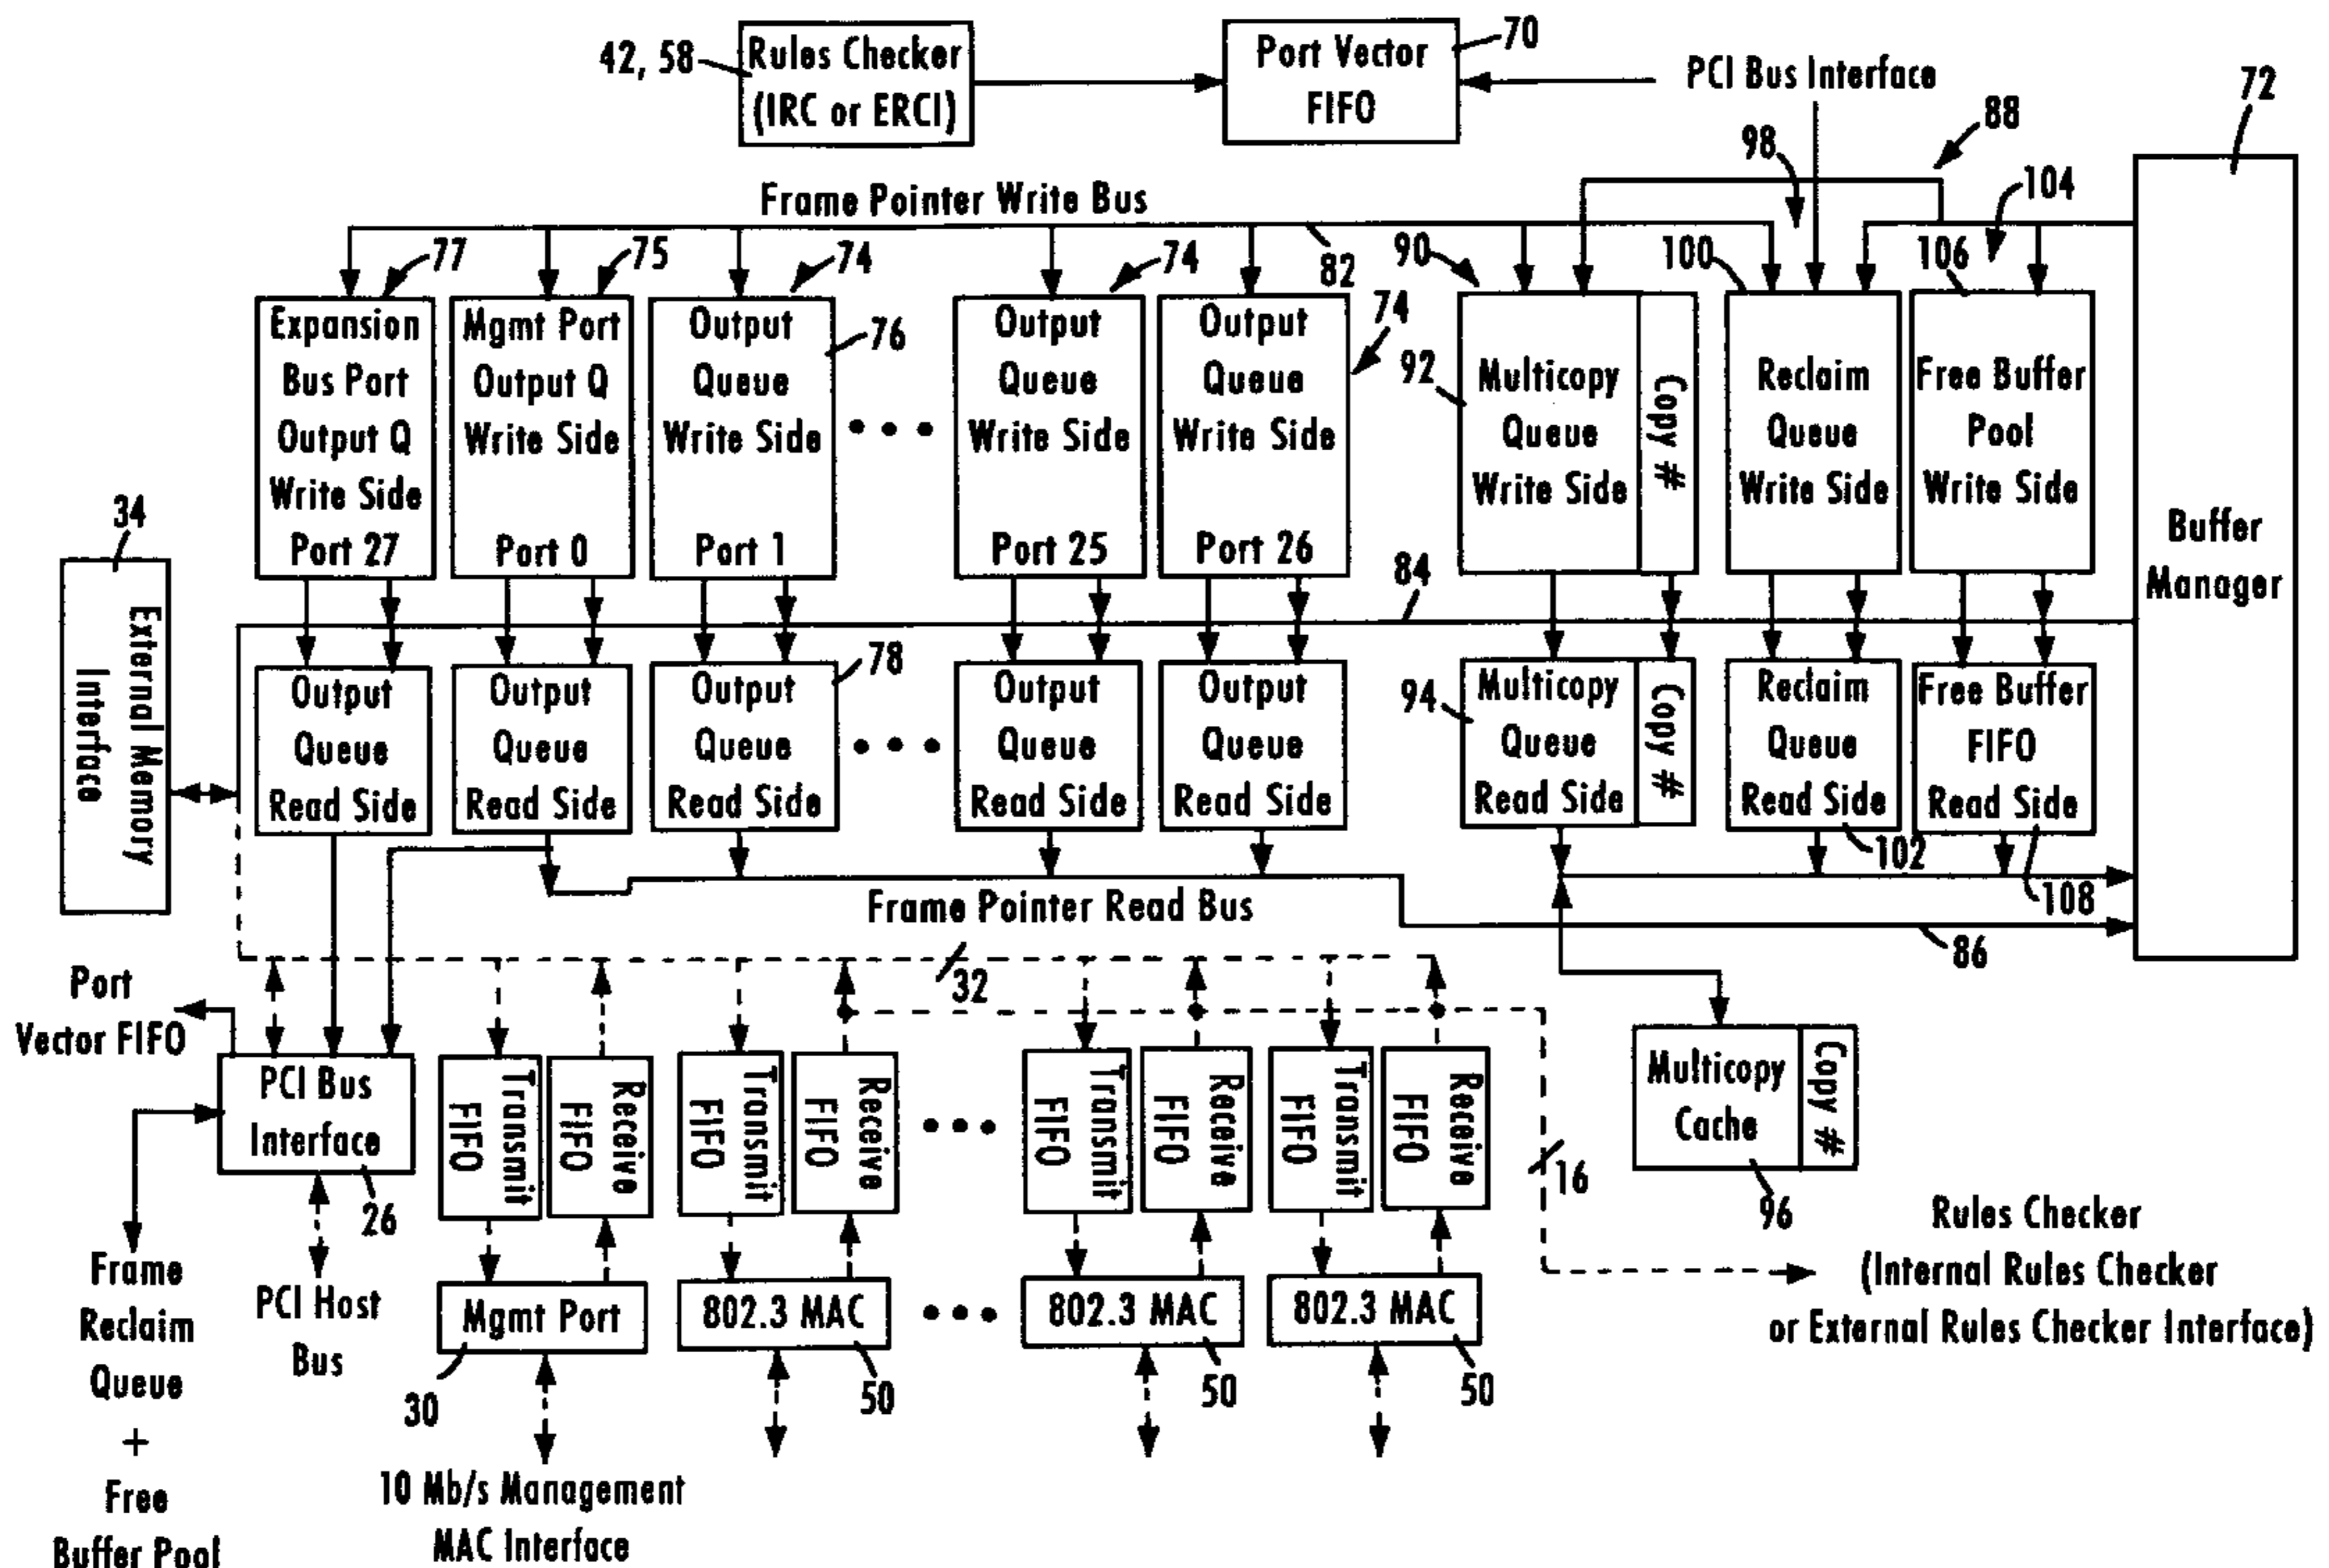 42, 58
Rules Checker
(IRC or ERCI)
Port Vector
FIFO
70
PCI Bus Interface
88
72
98
104
Frame Pointer Write Bus
77
75
74
74
82
90
100
106
74
Expansion
Bus Port
Output Q
Write Side
Port 27
Mgmt Port
Output Q
Write Side
Port 0
Output
Queue
Write Side
Port 1
76
• • •
Output
Queue
Write Side
Port 25
Output
Queue
Write Side
Port 26
92
Multicopy
Queue
Write Side
Copy #
Reclaim
Queue
Write Side
Free Buffer
Pool
Write Side
Buffer
Manager
34
External Memory
Interface
84
Output
Queue
Read Side
Output
Queue
Read Side
Output
Queue
Read Side
78
• • •
Output
Queue
Read Side
Output
Queue
Read Side
94
Multicopy
Queue
Read Side
Copy #
Reclaim
Queue
Read Side
102
Free Buffer
FIFO
Read Side
108
Frame Pointer Read Bus
86
32
Port
Vector FIFO
PCI Bus
Interface
26
Transmit
FIFO
Receive
FIFO
Transmit
FIFO
Receive
FIFO
• • •
Transmit
FIFO
Receive
FIFO
Transmit
FIFO
Receive
FIFO
16
Multicopy
Cache
Copy #
96
Rules Checker
(Internal Rules Checker
or External Rules Checker Interface)
Frame
Reclaim
Queue
+
Free
Buffer Pool
PCI Host
Bus
Mgmt Port
30
802.3 MAC
50
• • •
802.3 MAC
50
802.3 MAC
50
10 Mb/s Management
MAC Interface